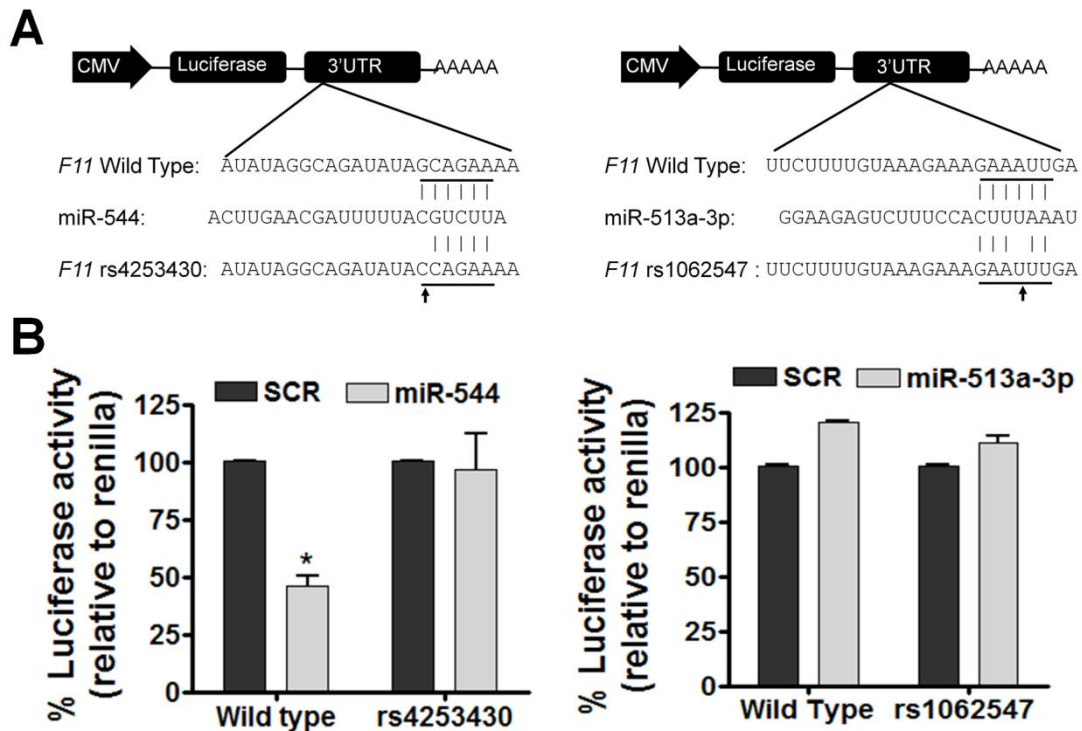 A
CMV Luciferase 3'UTR AAAAA
F11 Wild Type: AUAUAGGCAGAUAUAGCAGAAAA
miR-544: ACUUGAACGAUUUUUACGUCUUA
F11 rs4253430: AUAUAGGCAGAUAUACCAGAAAA
CMV Luciferase 3'UTR AAAAA
F11 Wild Type: UUCUUUUGUAAAGAAAGAAAUUGA
miR-513a-3p: GGAAGAGUCUUUCCACUUUAAAU
F11 rs1062547 : UUCUUUUGUAAAGAAAGAAUUUGA
B
SCR miR-544
% Luciferase activity
(relative to renilla)
125
100
75
50
25
0
*
Wild type rs4253430
SCR miR-513a-3p
% Luciferase activity
(relative to renilla)
125
100
75
50
25
0
Wild Type rs1062547